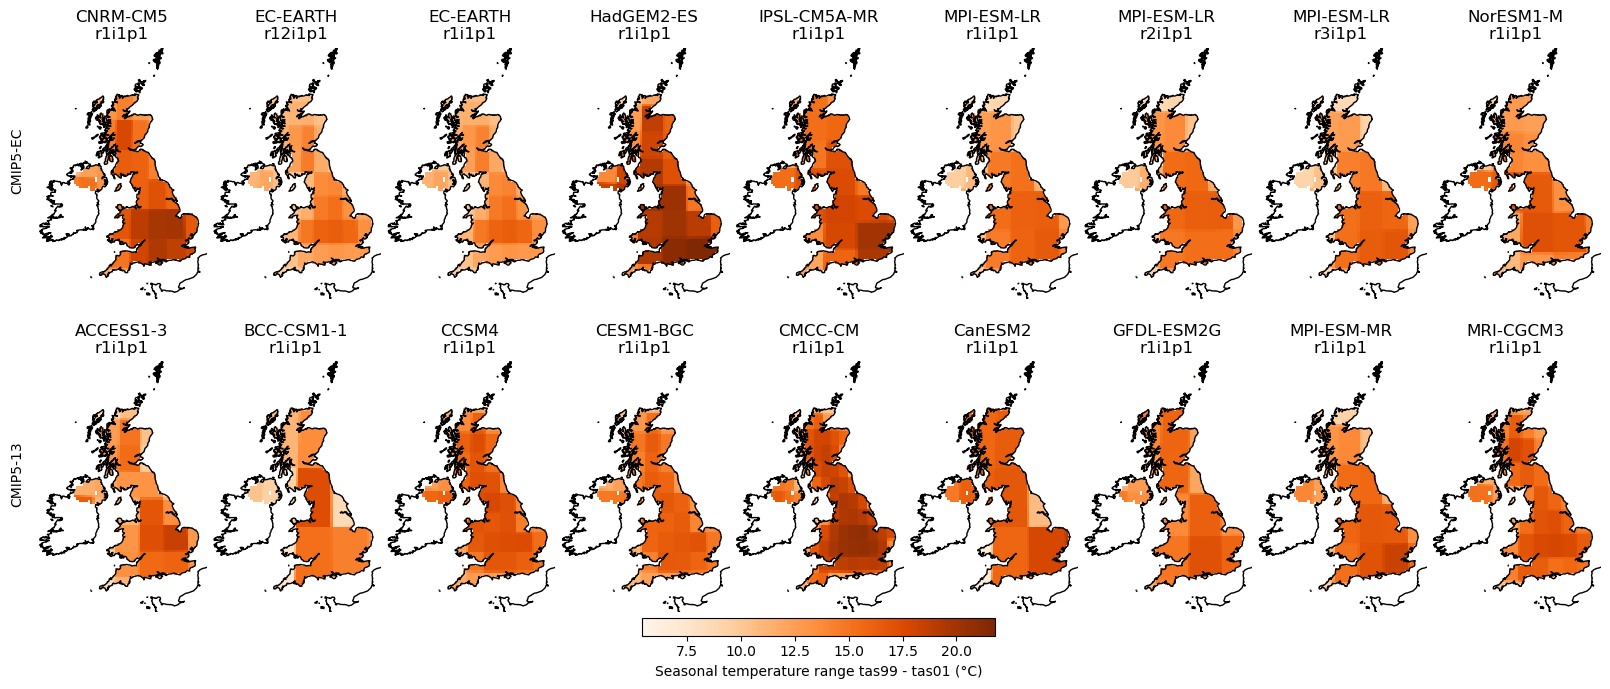 CNRM-CM5
r1i1p1
EC-EARTH
r12i1p1
EC-EARTH
r1i1p1
HadGEM2-ES
r1i1p1
IPSL-CM5A-MR
r1i1p1
MPI-ESM-LR
r1i1p1
MPI-ESM-LR
r2i1p1
MPI-ESM-LR
r3i1p1
NorESM1-M
r1i1p1
CMIP5-EC
ACCESS1-3
r1i1p1
BCC-CSM1-1
r1i1p1
CCSM4
r1i1p1
CESM1-BGC
r1i1p1
CMCC-CM
r1i1p1
CanESM2
r1i1p1
GFDL-ESM2G
r1i1p1
MPI-ESM-MR
r1i1p1
MRI-CGCM3
r1i1p1
CMIP5-13
7.5 10.0 12.5 15.0 17.5 20.0
Seasonal temperature range tas99 - tas01 (°C)